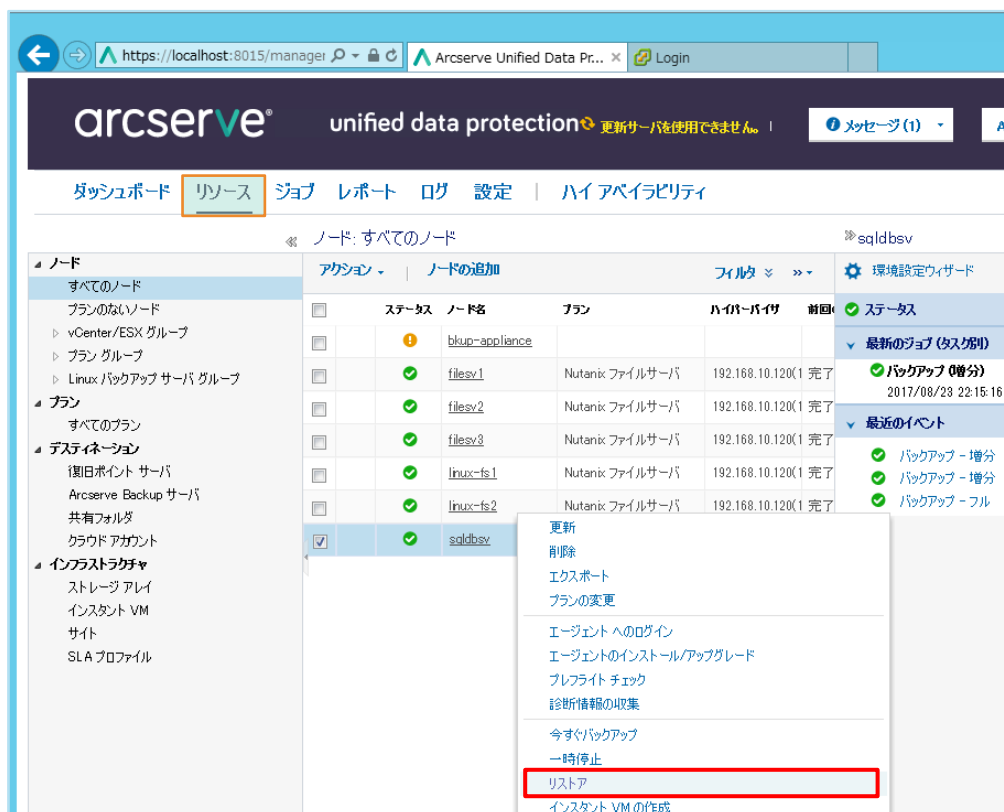 https://localhost:8015/manager
Arcserve Unified Data Pr...
Login
arcserve®
unified data protection
更新サーバを使用できません。
メッセージ (1)
A
ダッシュボード
リソース
ジョブ
レポート
ログ
設定
ハイ アベイラビリティ
ノード
すべてのノード
プランのないノード
vCenter/ESX グループ
プラン グループ
Linux バックアップ サーバ グループ
プラン
すべてのプラン
デスティネーション
復旧ポイント サーバ
Arcserve Backup サーバ
共有フォルダ
クラウド アカウント
インフラストラクチャ
ストレージ アレイ
インスタント VM
サイト
SLA プロファイル
ノード: すべてのノード
アクション
ノードの追加
フィルタ
ステータス ノード名 プラン ハイパーバイザ 前回
bkup-appliance
filesv1 Nutanix ファイルサーバ 192.168.10.120(1 完了
filesv2 Nutanix ファイルサーバ 192.168.10.120(1 完了
filesv3 Nutanix ファイルサーバ 192.168.10.120(1 完了
linux-fs1 Nutanix ファイルサーバ 192.168.10.120(1 完了
linux-fs2 Nutanix ファイルサーバ 192.168.10.120(1 完了
sqldbsv
更新
削除
エクスポート
プランの変更
エージェント へのログイン
エージェントのインストール/アップグレード
プレフライト チェック
診断情報の収集
今すぐバックアップ
一時停止
リストア
インスタント VM の作成
sqldbsv
環境設定ウィザード
ステータス
最新のジョブ (タスク別)
バックアップ (増分)
2017/08/23 22:15:16
最近のイベント
バックアップ - 増分
バックアップ - 増分
バックアップ - フル